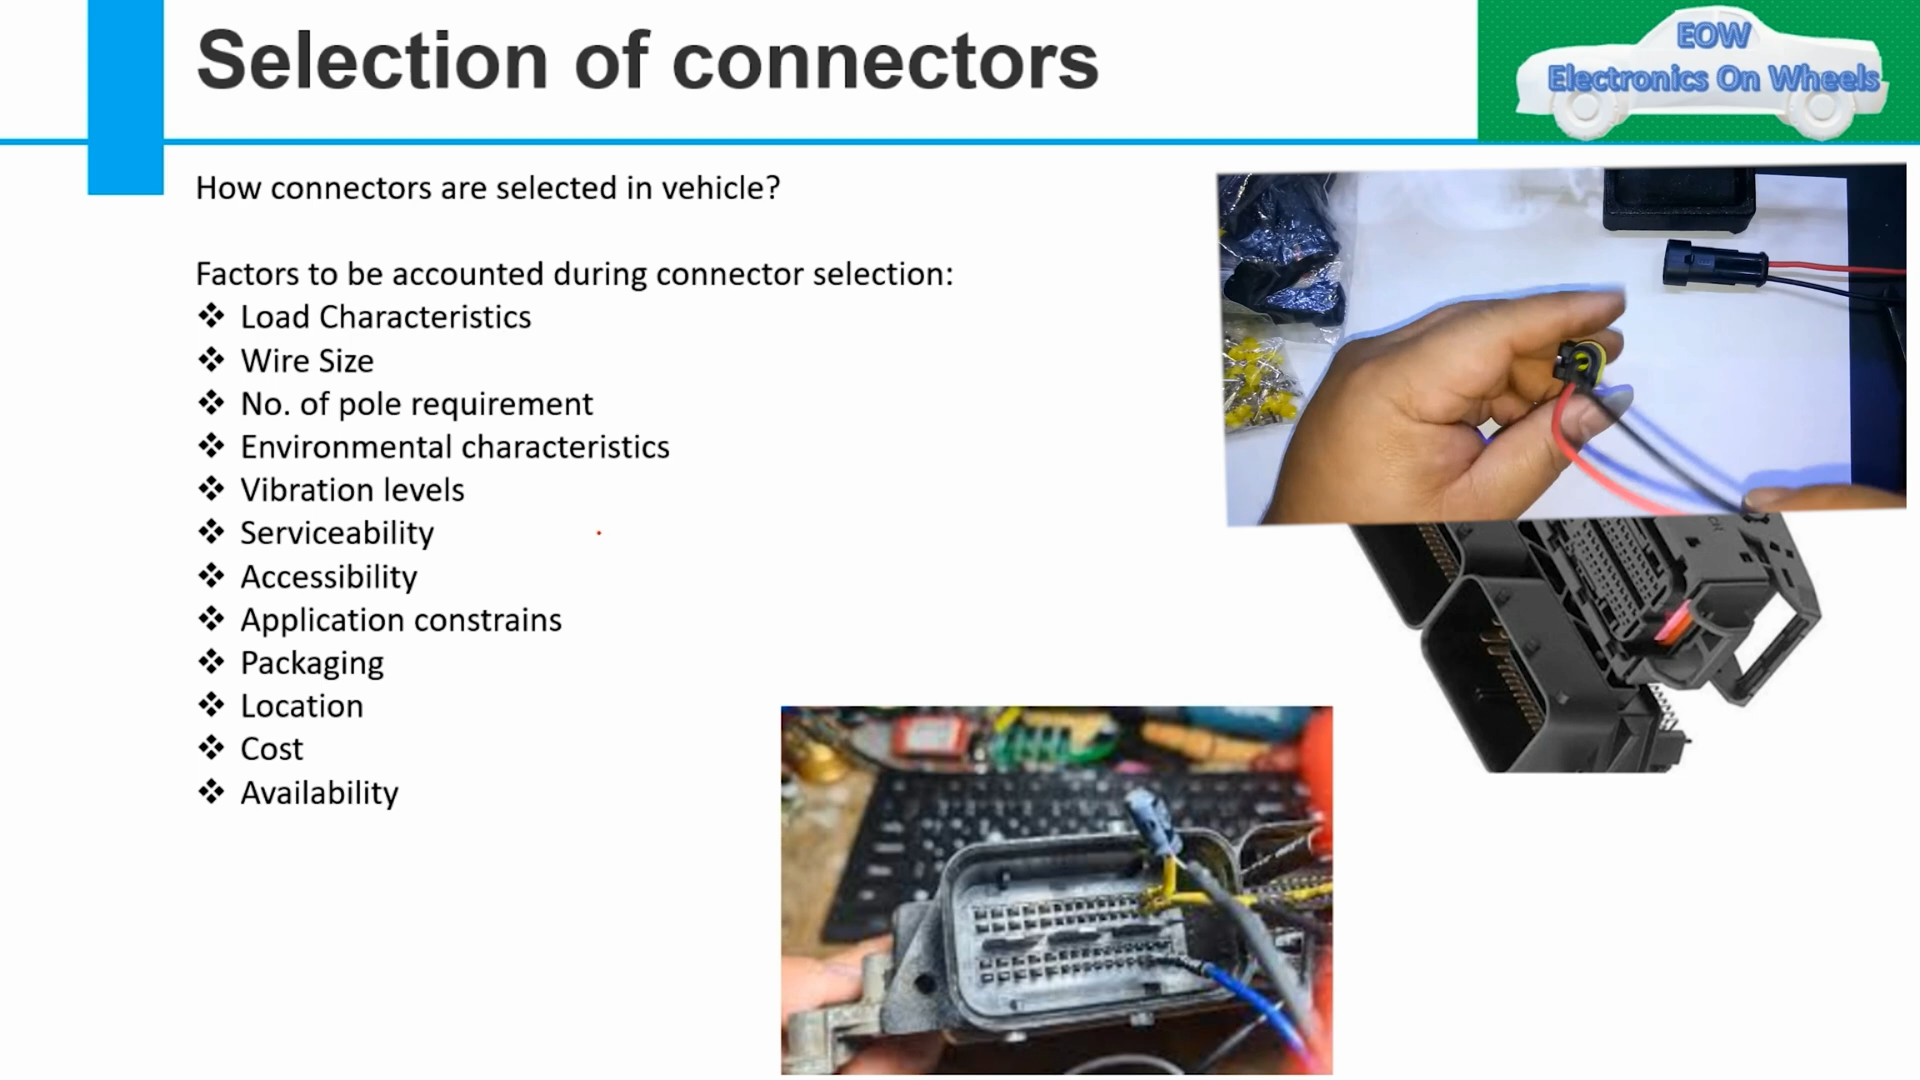 Selection of connectors
EOW
Electronics On Wheels
How connectors are selected in vehicle?
Factors to be accounted during connector selection:
❖ Load Characteristics
❖ Wire Size
❖ No. of pole requirement
❖ Environmental characteristics
❖ Vibration levels
❖ Serviceability
❖ Accessibility
❖ Application constrains
❖ Packaging
❖ Location
❖ Cost
❖ Availability